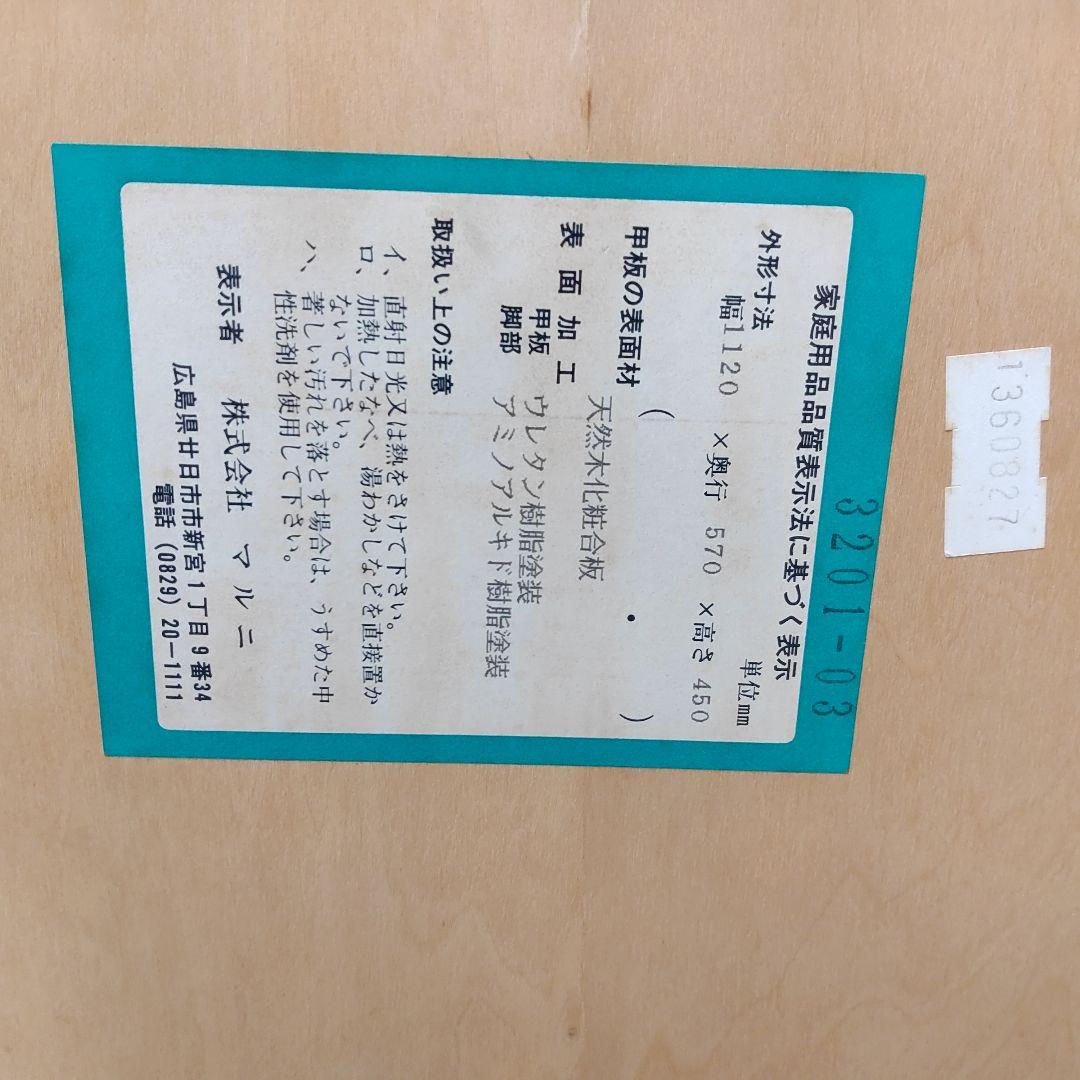 3201-03
家庭用品品質表示法に基づく表示
外形寸法 単位mm
幅1120 ×奥行 570 ×高さ 450
甲板の表面材 天然木化粧合板
( ・ )
表面加工
甲板 ウレタン樹脂塗装
脚部 アミノアルキド樹脂塗装
取扱い上の注意
イ、直射日光又は熱をさけて下さい。
ロ、加熱したなべ、湯わかしなどを直接置か
ないで下さい。
ハ、著しい汚れを落とす場合は、うすめた中
性洗剤を使用して下さい。
表示者 株式会社 マルニ
広島県廿日市市新宮1丁目9番34
電話(0829)20-1111
1360827